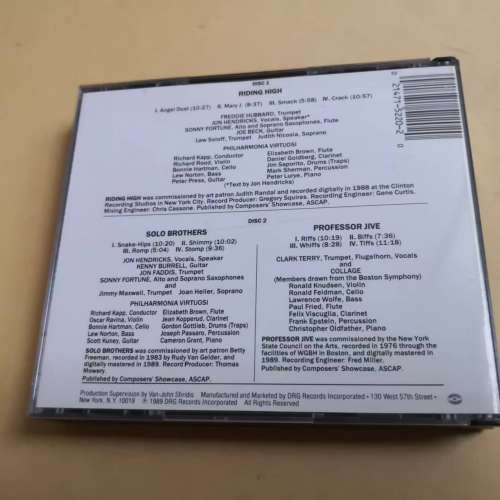 DISC 1
RIDING HIGH
I. Angel Dust (10:27) II. Mary J. (8:37) III. Smack (5:58) IV. Crack (10:57)
FREDDIE HUBBARD, Trumpet
JON HENDRICKS, Vocals, Speaker*
SONNY FORTUNE, Alto and Soprano Saxophones, Flute
JOE BECK, Guitar
Lew Soloff, Trumpet Judith Nicosia, Soprano
PHILHARMONIA VIRTUOSI
Richard Kapp, Conductor
Richard Rood, Violin
Bonnie Hartman, Cello
Lew Norton, Bass
Peter Press, Guitar
Elizabeth Brown, Flute
Daniel Goldberg, Clarinet
Jim Saporito, Drums (Traps)
Mark Sherman, Percussion
Peter Lurye, Piano
(*Text by Jon Hendricks)
RIDING HIGH was commissioned by art patron Judith Randal and recorded digitally in 1988 at the Clinton
Recording Studios in New York City. Record Producer: Gregory Squires. Recording Engineer: Gene Curtis.
Mixing Engineer: Chris Cassone. Published by Composers' Showcase, ASCAP.
0 21471-5220-2 0
DISC 2
SOLO BROTHERS
I. Snake-Hips (10:20) II. Shimmy (10:02)
III. Romp (5:04) IV. Stomp (9:36)
JON HENDRICKS, Vocals, Speaker
KENNY BURRELL, Guitar
JON FADDIS, Trumpet
SONNY FORTUNE, Alto and Soprano Saxophones
and
Jimmy Maxwell, Trumpet Joan Heller, Soprano
PHILHARMONIA VIRTUOSI
Richard Kapp, Conductor
Oscar Ravina, Violin
Bonnie Hartman, Cello
Lew Norton, Bass
Scott Kuney, Guitar
Elizabeth Brown, Flute
Jean Kopperud, Clarinet
Gordon Gottlieb, Drums (Traps)
Joseph Passaro, Percussion
Cameron Grant, Piano
SOLO BROTHERS was commissioned by art patron Betty
Freeman, recorded in 1983 by Rudy Van Gelder, and
digitally mastered in 1989. Record Producer: Thomas
Mowrey.
Published by Composers' Showcase, ASCAP.
PROFESSOR JIVE
I. Riffs (10:19) II. Biffs (7:36)
III. Whiffs (8:28) IV. Tiffs (11:18)
CLARK TERRY, Trumpet, Flugelhorn, Vocals
and
COLLAGE
(Members drawn from the Boston Symphony)
Ronald Knudsen, Violin
Ronald Feldman, Cello
Lawrence Wolfe, Bass
Paul Fried, Flute
Felix Viscuglia, Clarinet
Frank Epstein, Percussion
Christopher Oldfather, Piano
PROFESSOR JIVE was commissioned by the New York
State Council on the Arts, recorded in 1976 through the
facilities of WGBH in Boston, and digitally mastered in
1989. Recording Engineer: Fred Miller.
Published by Composers' Showcase, ASCAP.
Production Supervision by Van-John Sfiridis
New York, N.Y. 10019
Manufactured and Marketed by DRG Records Incorporated • 130 West 57th Street •
℗ 1989 DRG Records Incorporated All Rights Reserved